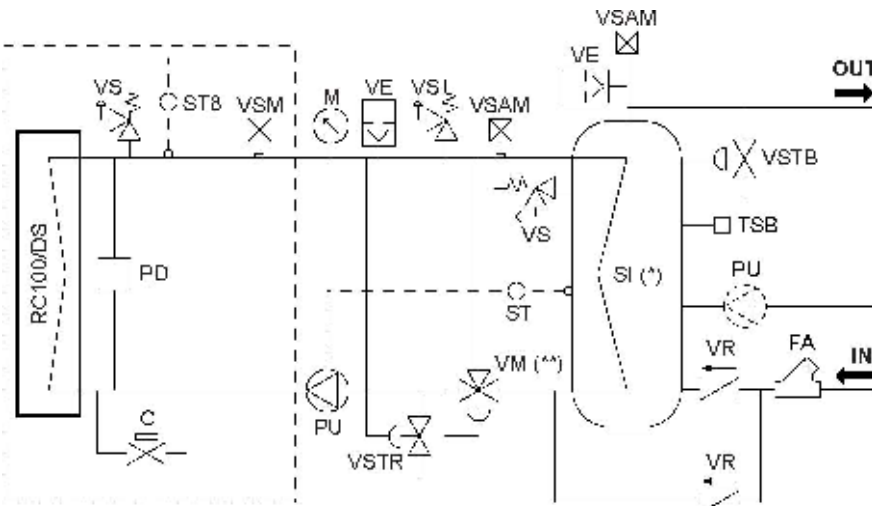 VSAM
VE
OUT
VS
ST8
VSM
M
VE
VSL
VSAM
VSTB
VS
TSB
RC100/DS
PD
SI (*)
PU
ST
VR
FA
IN
VM (**)
C
PU
VSTR
VR